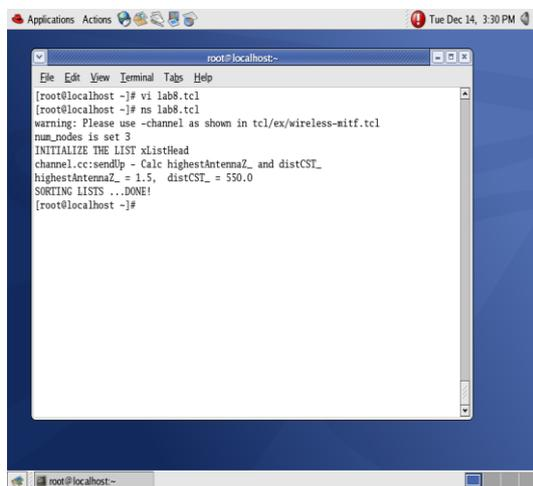 Applications Actions Tue Dec 14, 3:30 PM
root@localhost:~
File Edit View Terminal Tabs Help
[root@localhost ~]# vi lab8.tcl
[root@localhost ~]# ns lab8.tcl
warning: Please use -channel as shown in tcl/ex/wireless-mitf.tcl
num_nodes is set 3
INITIALIZE THE LIST xListHead
channel.cc:sendUp - Calc highestAntennaZ_ and distCST_
highestAntennaZ_ = 1.5, distCST_ = 550.0
SORTING LISTS ...DONE!
[root@localhost ~]#
root@localhost:~